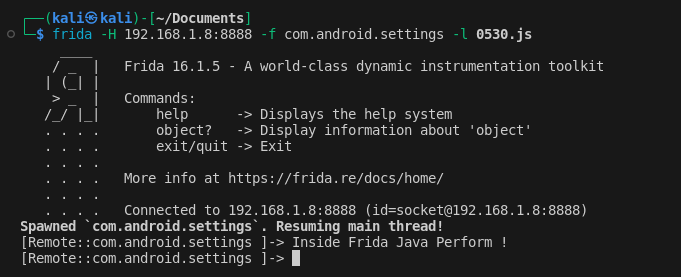 ┌──(kali㉿kali)-[~/Documents]
└─$ frida -H 192.168.1.8:8888 -f com.android.settings -l 0530.js
     ____
    / _  |   Frida 16.1.5 - A world-class dynamic instrumentation toolkit
   | (_| |
    > _  |   Commands:
   /_/ |_|       help      -> Displays the help system
   . . . .       object?   -> Display information about 'object'
   . . . .       exit/quit -> Exit
   . . . .
   . . . .   More info at https://frida.re/docs/home/
   . . . .
   . . . .   Connected to 192.168.1.8:8888 (id=socket@192.168.1.8:8888)
Spawned `com.android.settings`. Resuming main thread!
[Remote::com.android.settings ]-> Inside Frida Java Perform !
[Remote::com.android.settings ]->